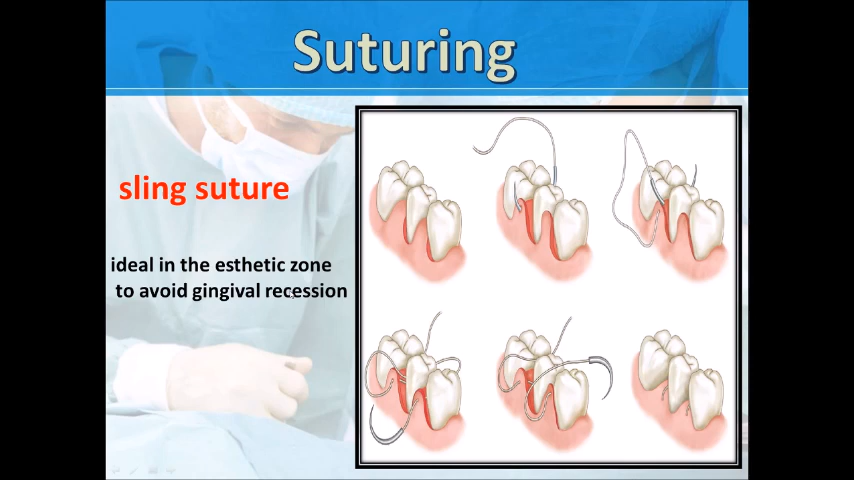 Suturing
sling suture
ideal in the esthetic zone
to avoid gingival recession